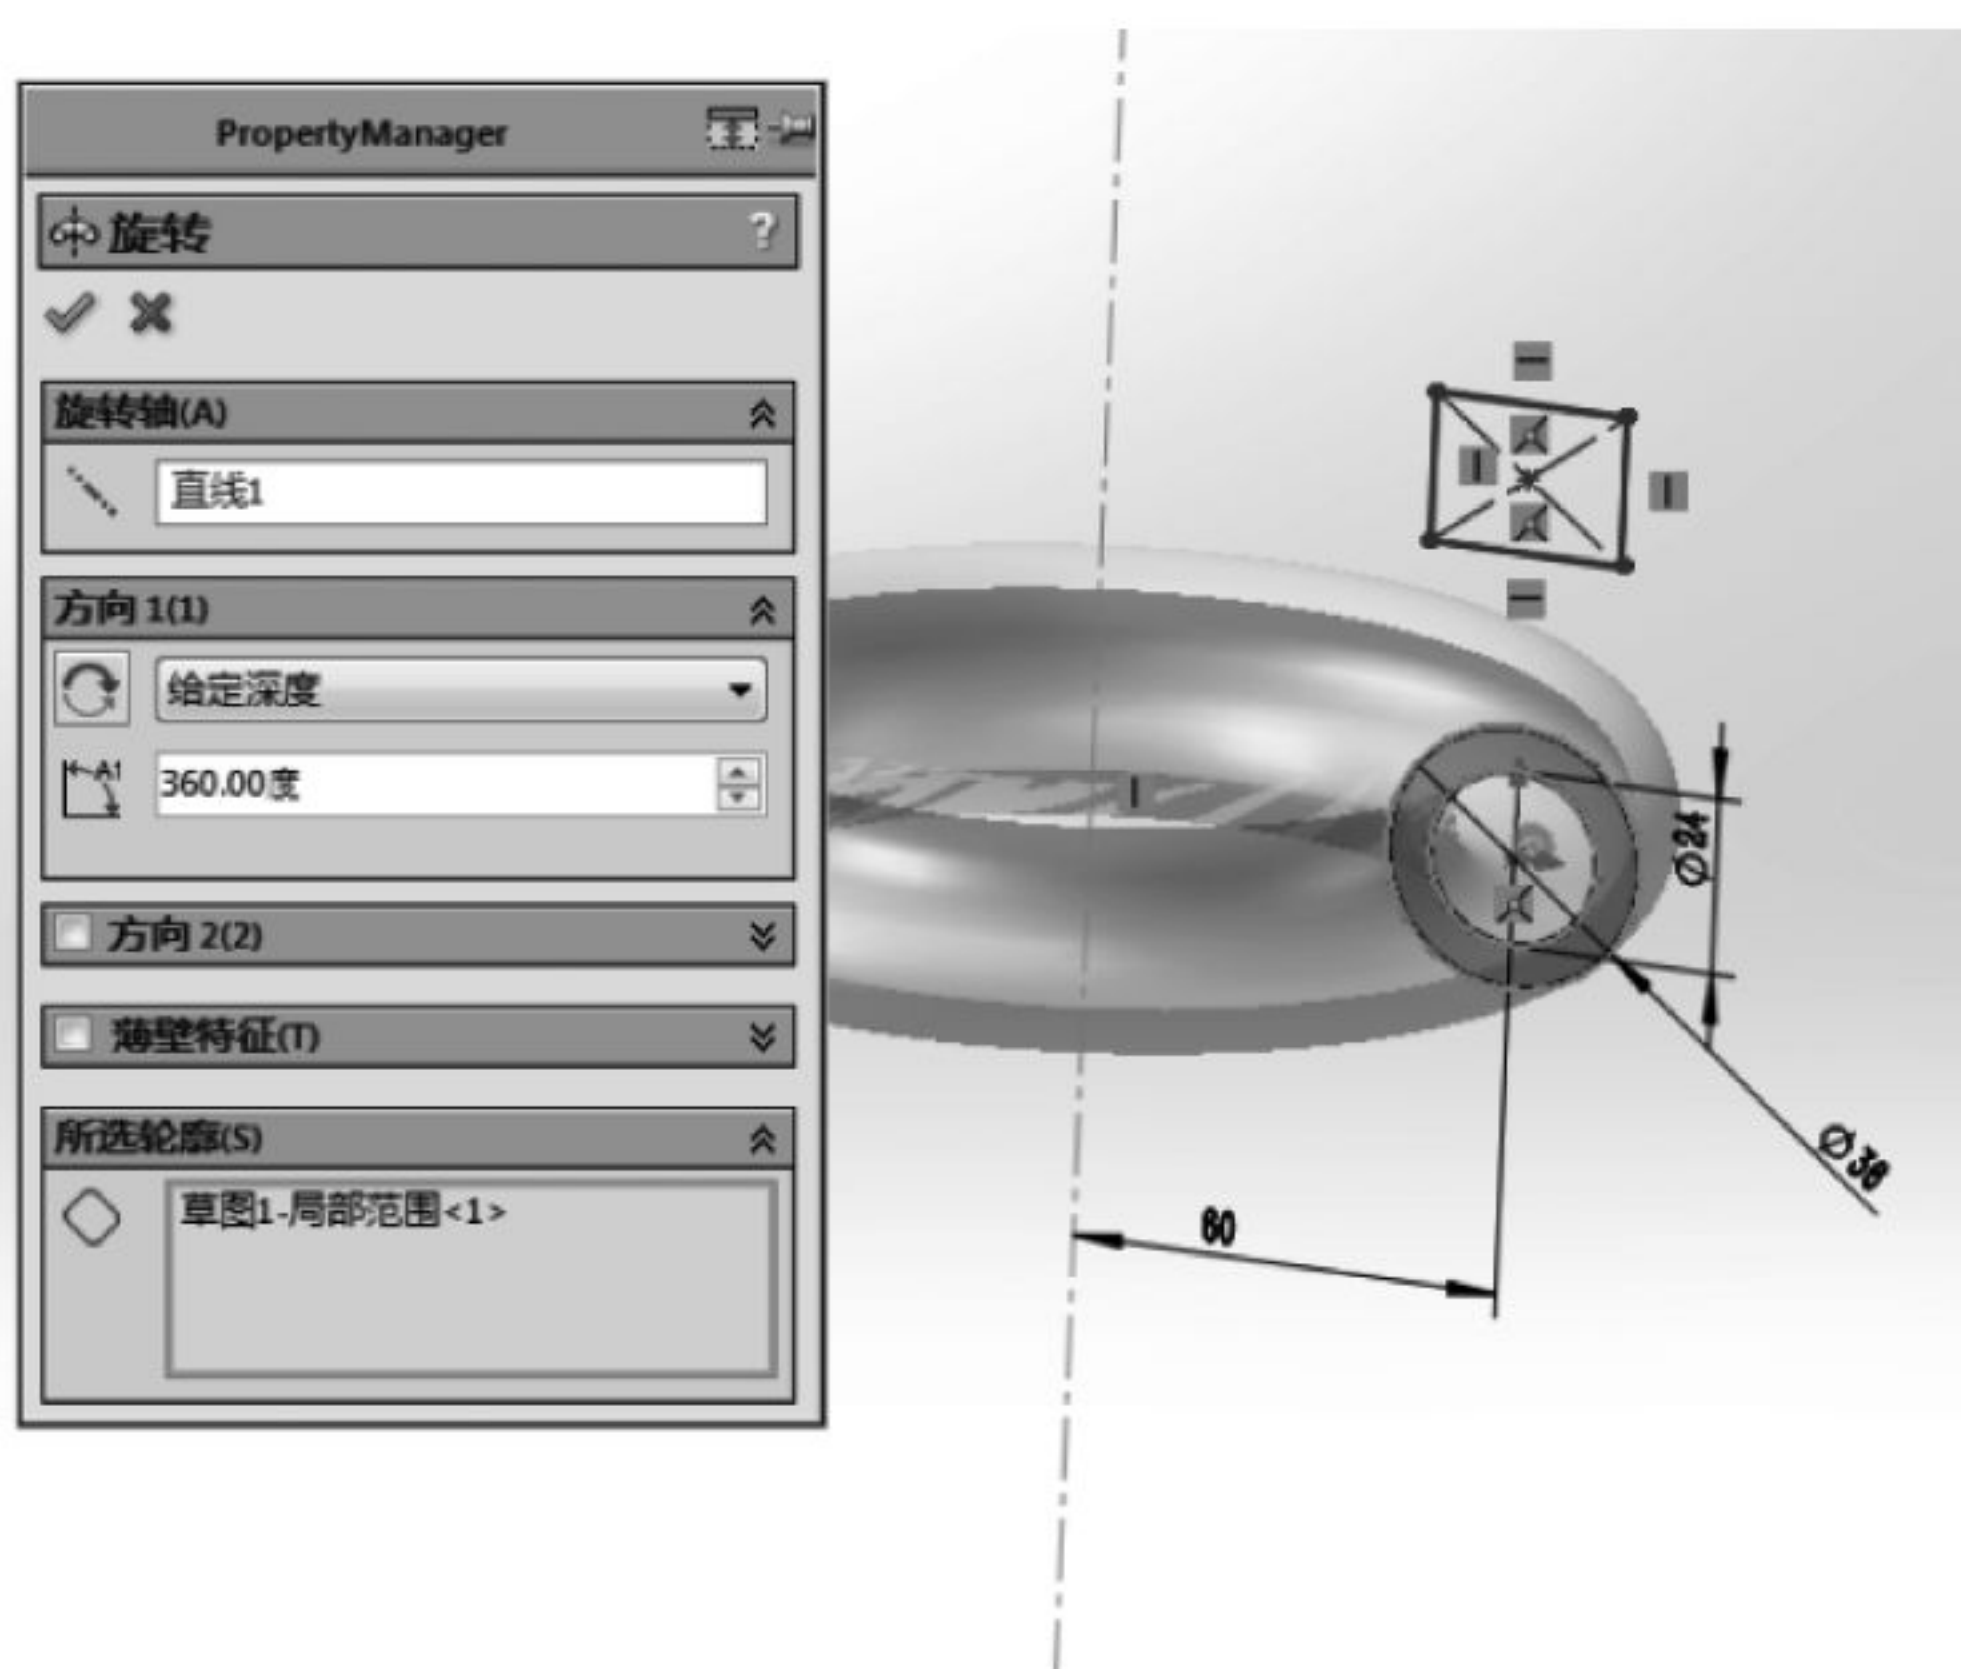 PropertyManager
旋转
?
旋转轴(A)
直线1
方向 1(1)
给定深度
A1
360.00度
方向 2(2)
薄壁特征(T)
所选轮廓(S)
草图1-局部范围<1>
Ø24
Ø36
60